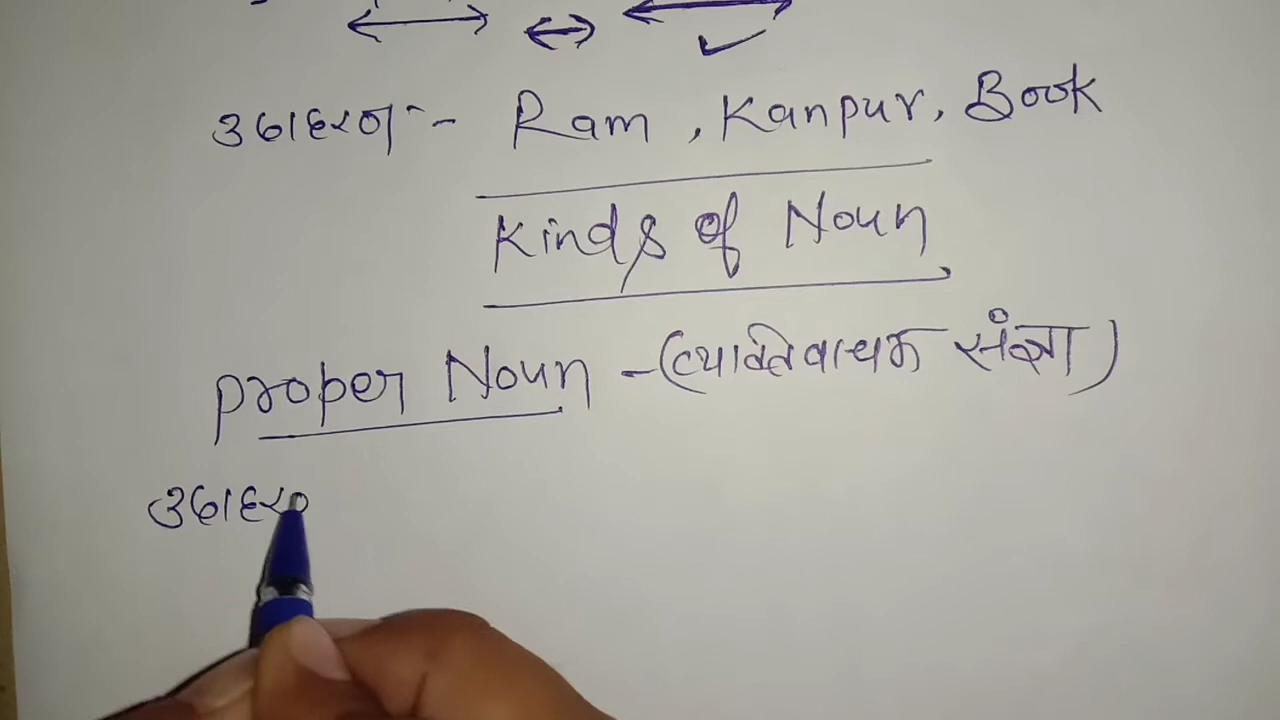 उदाहरण :- Ram, Kanpur, Book
Kinds of Noun
Proper Noun - (व्यक्तिवाचक संज्ञा)
उदाहरण